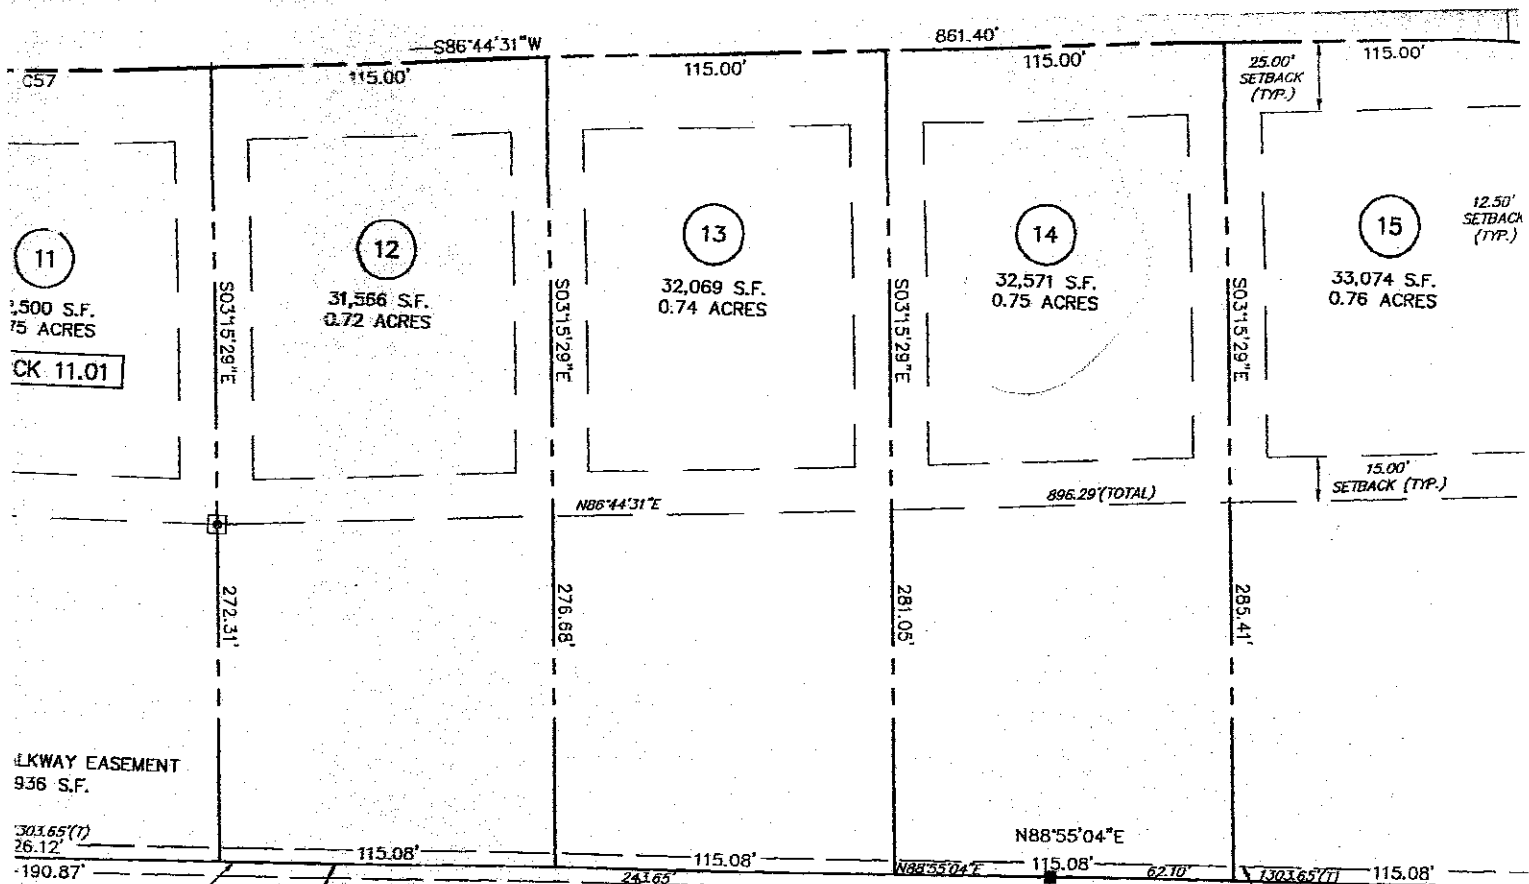 S86°44'31"W
861.40'
C57
115.00'
115.00'
115.00'
115.00'
25.00'
SETBACK
(TYP.)
11
,500 S.F.
75 ACRES
CK 11.01
12
31,566 S.F.
0.72 ACRES
13
32,069 S.F.
0.74 ACRES
14
32,571 S.F.
0.75 ACRES
15
33,074 S.F.
0.76 ACRES
12.50'
SETBACK
(TYP.)
S03°15'29"E
S03°15'29"E
S03°15'29"E
S03°15'29"E
15.00'
SETBACK (TYP.)
N86°44'31"E
896.29'(TOTAL)
272.31'
276.68'
281.05'
285.41'
LKWAY EASEMENT
936 S.F.
1303.65'(T)
26.12'
190.87'
115.08'
243.65'
115.08'
N88°55'04"E
N88°55'04"E
115.08'
62.70'
1303.65'(T)
115.08'